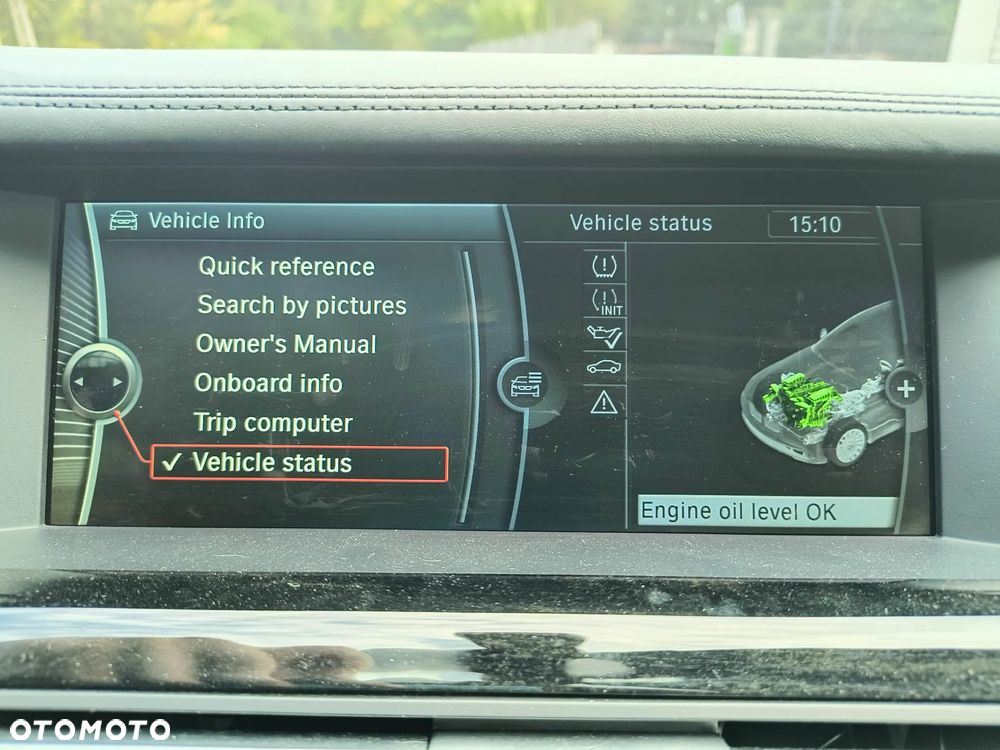 Vehicle Info
Quick reference
Search by pictures
Owner's Manual
Onboard info
Trip computer
Vehicle status
Vehicle status
15:10
INIT
Engine oil level OK
OTOMOTO